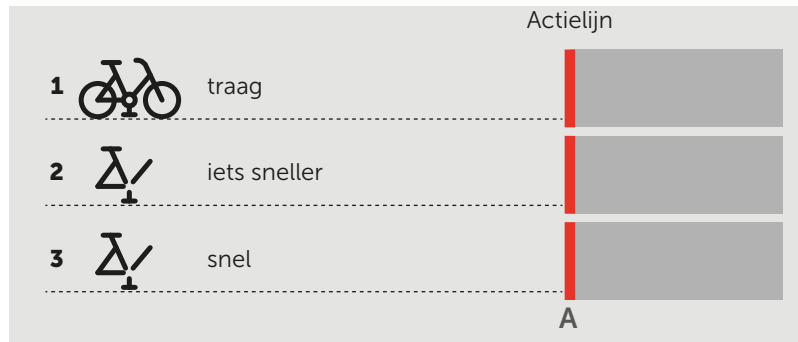 Actielijn
1 traag
2 iets sneller
3 snel
A